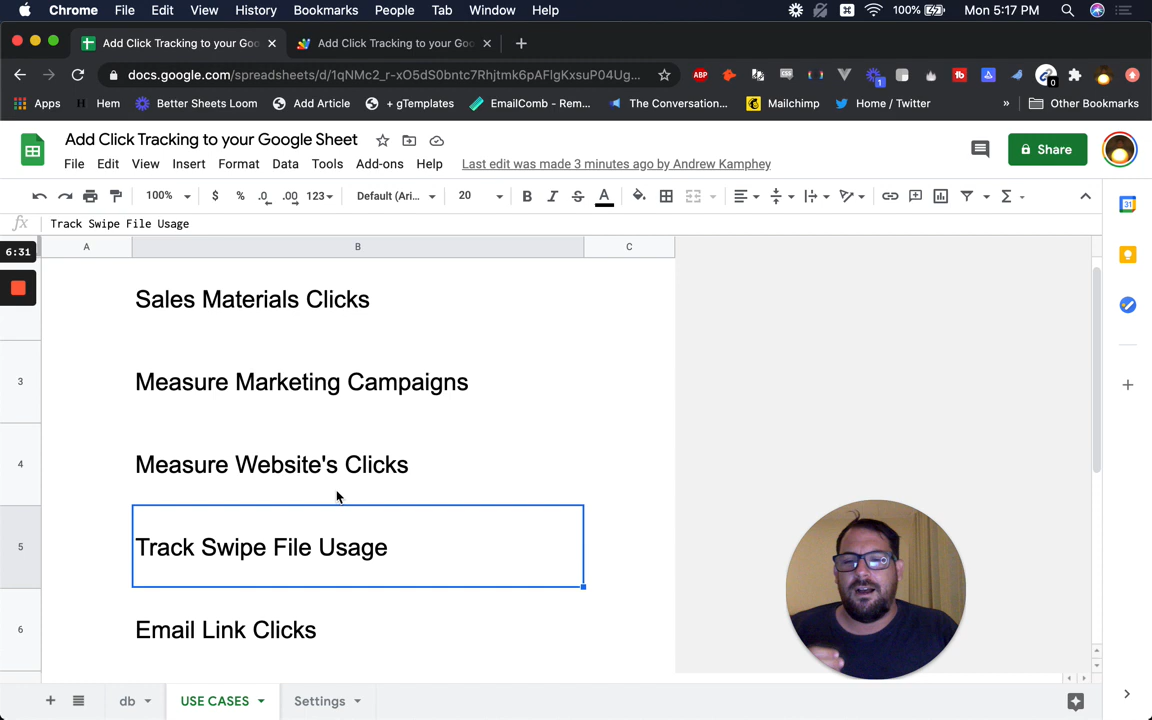 Chrome File Edit View History Bookmarks People Tab Window Help 100% Mon 5:17 PM
Add Click Tracking to your Goo Add Click Tracking to your Goo
docs.google.com/spreadsheets/d/1qNMc2_r-xO5dS0bntc7Rhjtmk6pAFlgKxsuP04Ug...
Apps Hem Better Sheets Loom Add Article + gTemplates EmailComb - Rem... The Conversation... Mailchimp Home / Twitter » Other Bookmarks
Add Click Tracking to your Google Sheet
File Edit View Insert Format Data Tools Add-ons Help Last edit was made 3 minutes ago by Andrew Kamphey
Share
100% $ % .0 .00 123 Default (Ari... 20 B I S A
fx Track Swipe File Usage
6:31
A B C
Sales Materials Clicks
3 Measure Marketing Campaigns
4 Measure Website's Clicks
5 Track Swipe File Usage
6 Email Link Clicks
db USE CASES Settings